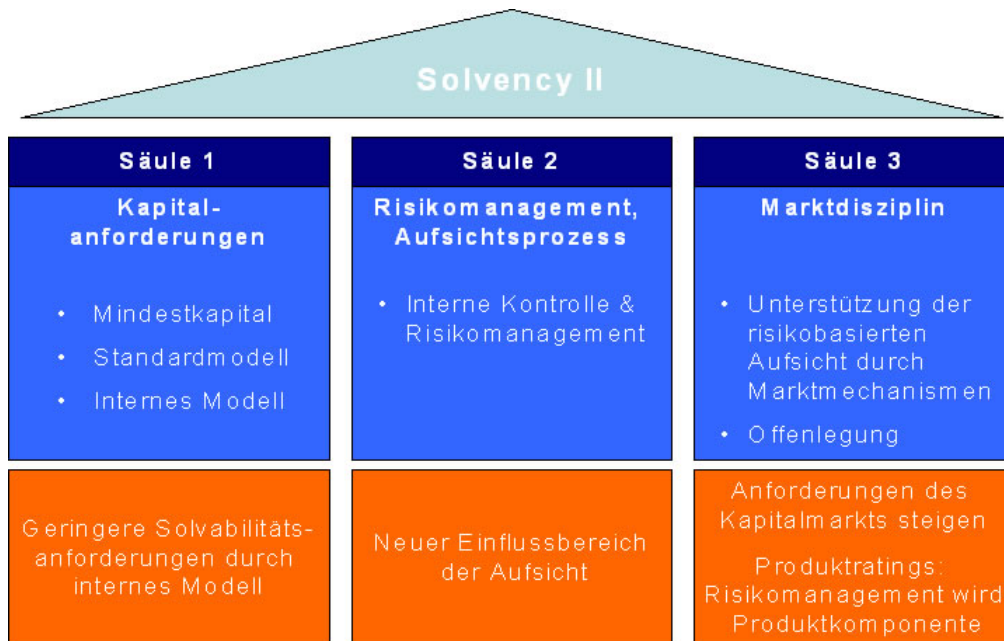 Solvency II
Säule 1
Kapital-
anforderungen
• Mindestkapital
• Standardmodell
• Internes Modell
Geringere Solvabilitäts-
anforderungen durch
internes Modell
Säule 2
Risikomanagement,
Aufsichtsprozess
• Interne Kontrolle &
Risikomanagement
Neuer Einflussbereich
der Aufsicht
Säule 3
Marktdisziplin
• Unterstützung der
risikobasierten
Aufsicht durch
Marktmechanismen
• Offenlegung
Anforderungen des
Kapitalmarkts steigen
Produktratings:
Risikomanagement wird
Produktkomponente